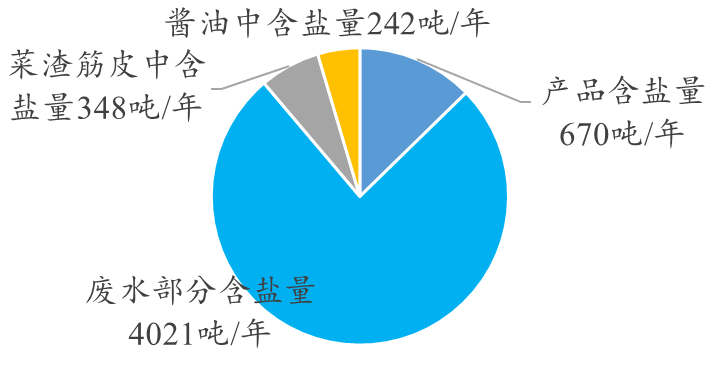 酱油中含盐量242吨/年
菜渣筋皮中含
盐量348吨/年
产品含盐量
670吨/年
废水部分含盐量
4021吨/年